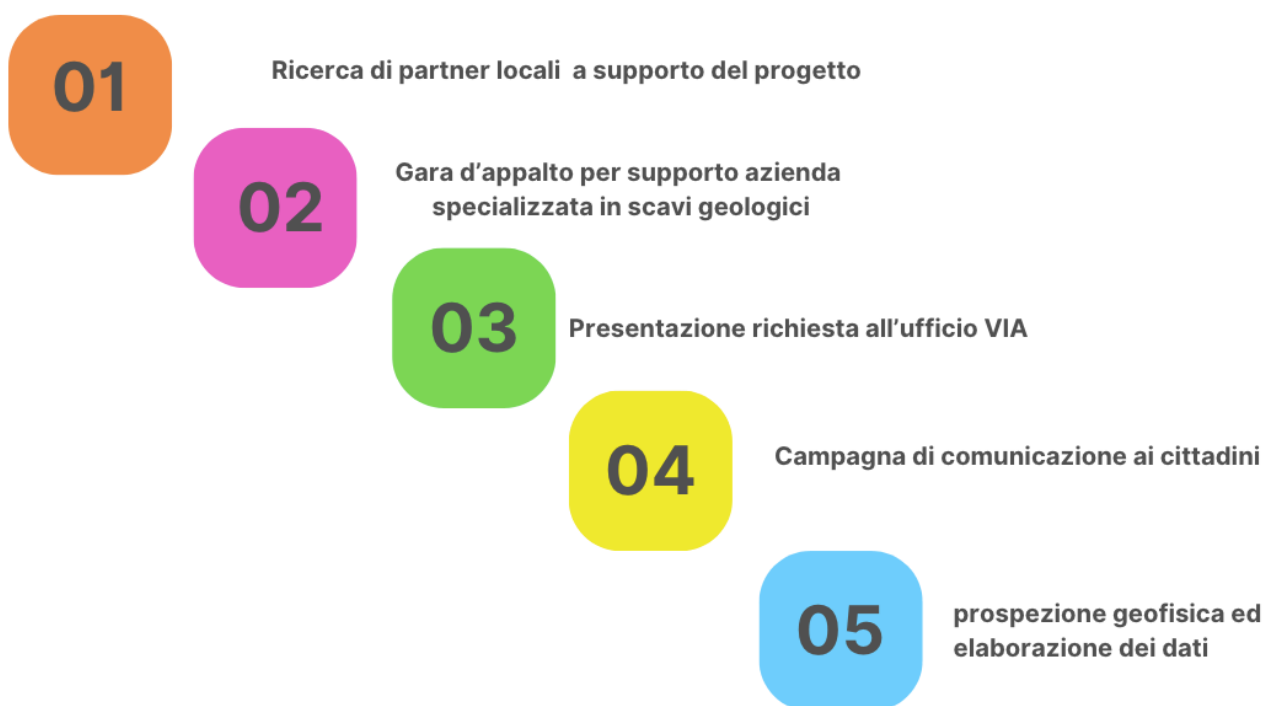 01
Ricerca di partner locali a supporto del progetto
02
Gara d’appalto per supporto azienda
specializzata in scavi geologici
03
Presentazione richiesta all’ufficio VIA
04
Campagna di comunicazione ai cittadini
05
prospezione geofisica ed
elaborazione dei dati